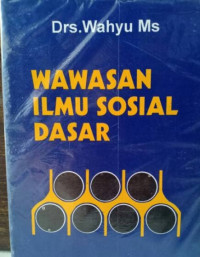 Drs.Wahyu Ms
WAWASAN
ILMU SOSIAL
DASAR